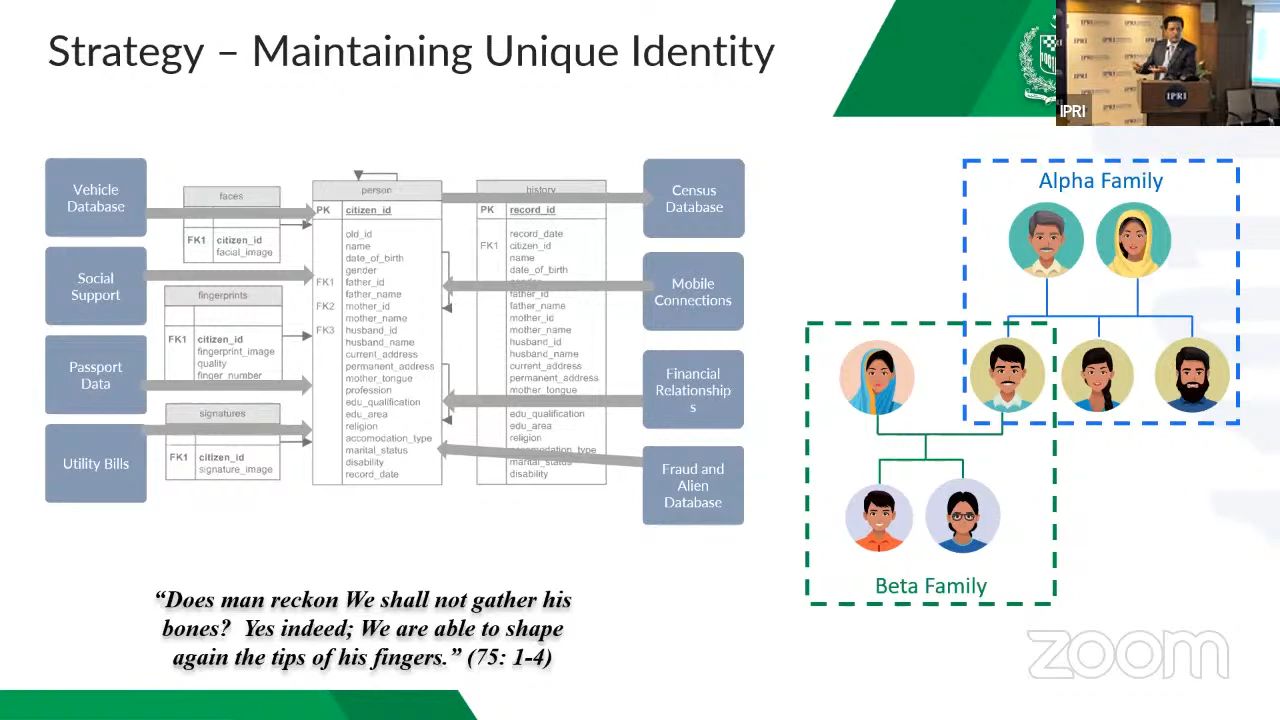 Strategy – Maintaining Unique Identity
IPRI
IPRI
Vehicle
Database
Social
Support
Passport
Data
Utility Bills
faces
FK1 citizen_id
facial_image
fingerprints
FK1 citizen_id
fingerprint_image
quality
finger_number
signatures
FK1 citizen_id
signature_image
person
PK citizen_id
old_id
name
date_of_birth
gender
FK1 father_id
father_name
FK2 mother_id
mother_name
FK3 husband_id
husband_name
current_address
permanent_address
mother_tongue
profession
edu_qualification
edu_area
religion
accomodation_type
marital_status
disability
record_date
history
PK record_id
record_date
FK1 citizen_id
name
date_of_birth
father_id
father_name
mother_id
mother_name
husband_id
husband_name
current_address
permanent_address
mother_tongue
edu_qualification
edu_area
religion
accomodation_type
marital_status
disability
Census
Database
Mobile
Connections
Financial
Relationship
s
Fraud and
Alien
Database
Alpha Family
Beta Family
“Does man reckon We shall not gather his
bones? Yes indeed; We are able to shape
again the tips of his fingers.” (75: 1-4)
zoom